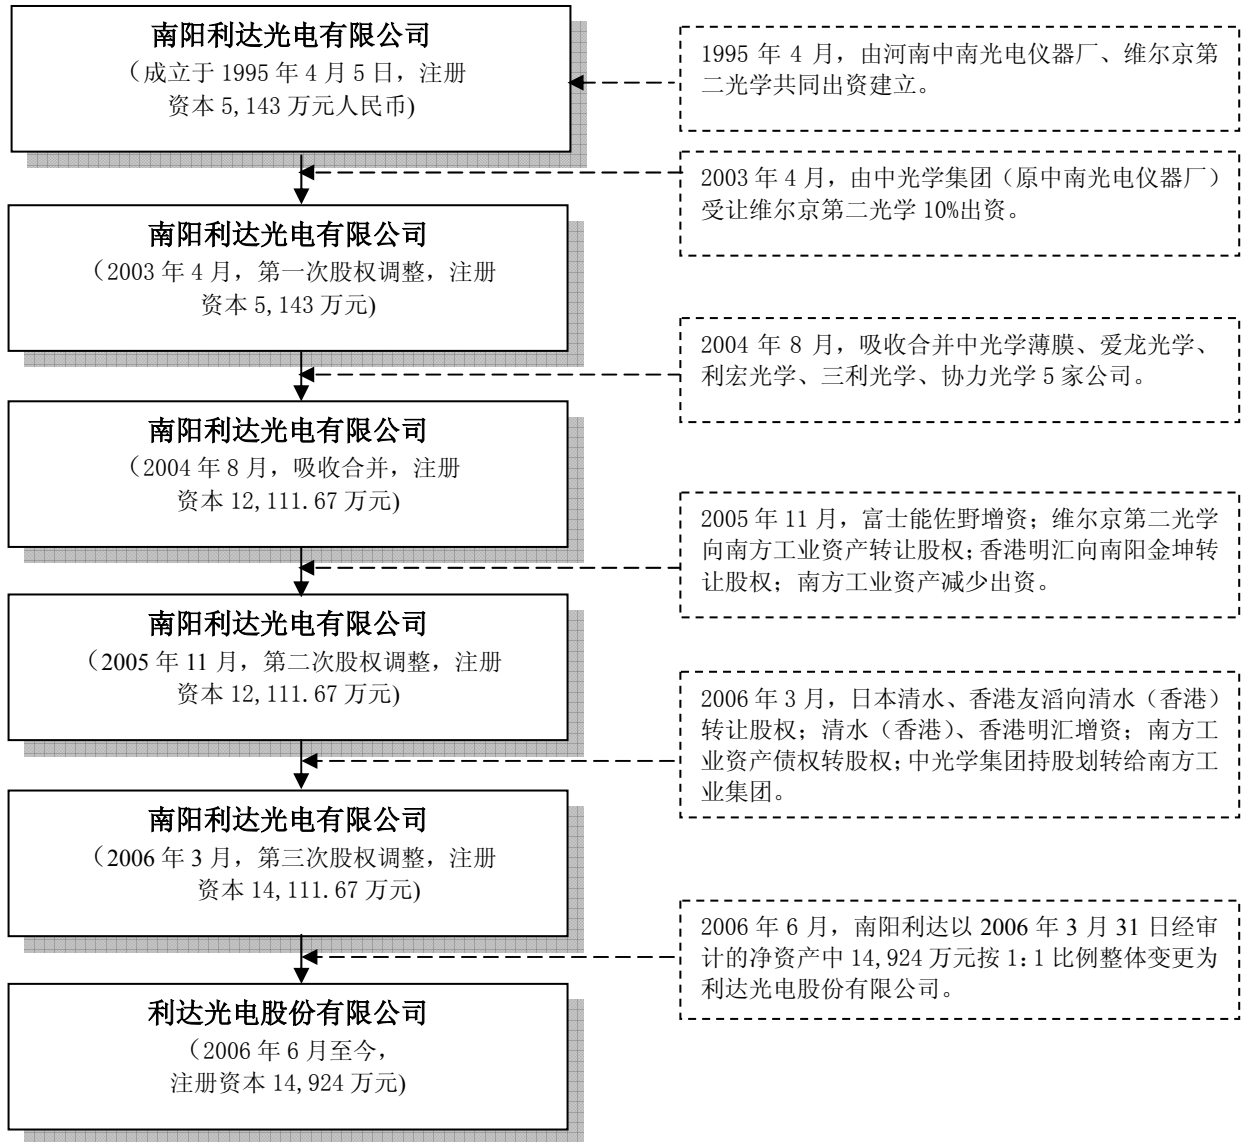 南阳利达光电有限公司
（成立于 1995 年 4 月 5 日，注册
资本 5,143 万元人民币)
1995 年 4 月，由河南中南光电仪器厂、维尔京第
二光学共同出资建立。
2003 年 4 月，由中光学集团（原中南光电仪器厂）
受让维尔京第二光学 10%出资。
南阳利达光电有限公司
（2003 年 4 月，第一次股权调整，注册
资本 5,143 万元)
2004 年 8 月，吸收合并中光学薄膜、爱龙光学、
利宏光学、三利光学、协力光学 5 家公司。
南阳利达光电有限公司
（2004 年 8 月，吸收合并，注册
资本 12,111.67 万元)
2005 年 11 月，富士能佐野增资；维尔京第二光学
向南方工业资产转让股权；香港明汇向南阳金坤转
让股权；南方工业资产减少出资。
南阳利达光电有限公司
（2005 年 11 月，第二次股权调整，注册
资本 12,111.67 万元)
2006 年 3 月，日本清水、香港友滔向清水（香港）
转让股权；清水（香港）、香港明汇增资；南方工
业资产债权转股权；中光学集团持股划转给南方工
业集团。
南阳利达光电有限公司
（2006 年 3 月，第三次股权调整，注册
资本 14,111.67 万元)
2006 年 6 月，南阳利达以 2006 年 3 月 31 日经审
计的净资产中 14,924 万元按 1:1 比例整体变更为
利达光电股份有限公司。
利达光电股份有限公司
（2006 年 6 月至今，
注册资本 14,924 万元)